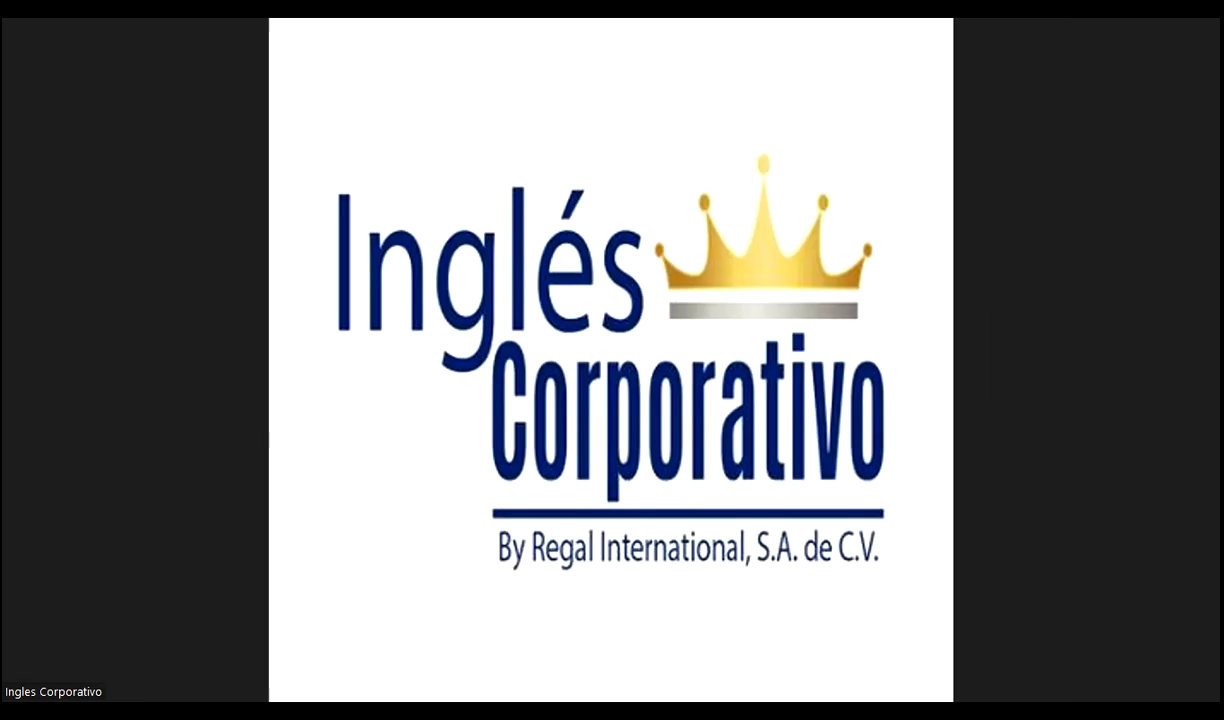 Inglés
Corporativo
By Regal International, S.A. de C.V.
Ingles Corporativo